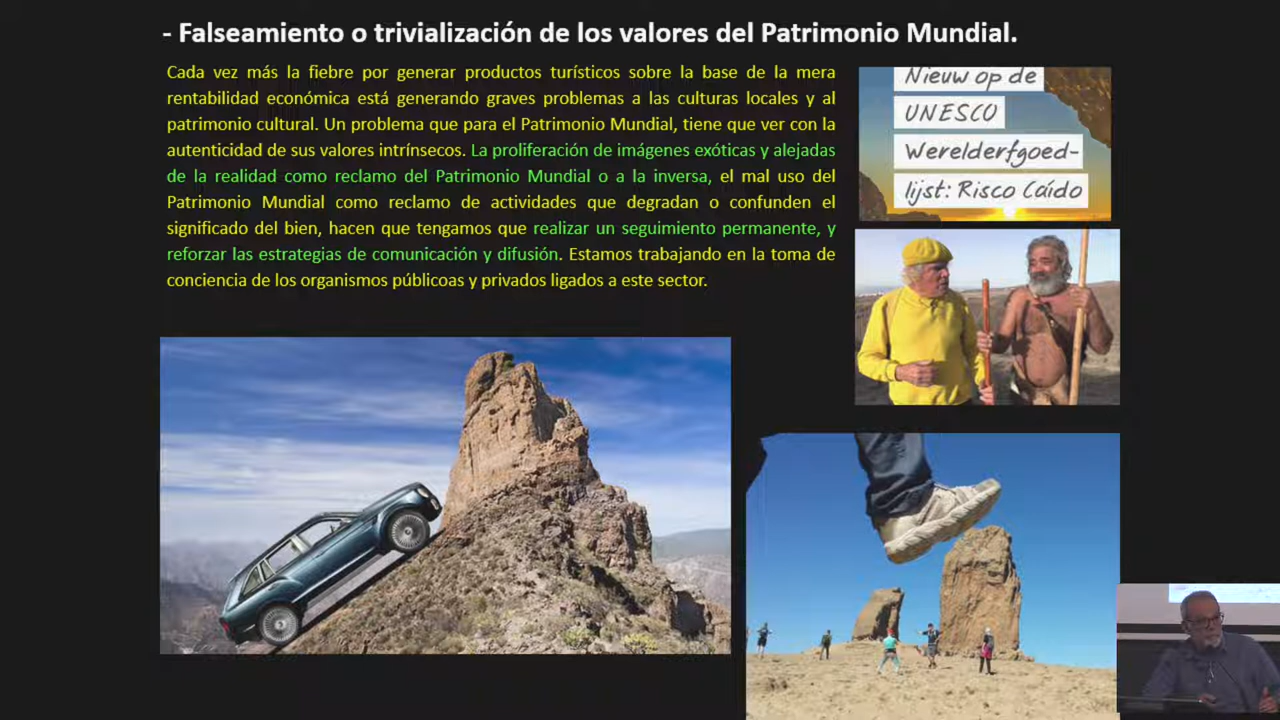 - Falseamiento o trivialización de los valores del Patrimonio Mundial.
Cada vez más la fiebre por generar productos turísticos sobre la base de la mera
rentabilidad económica está generando graves problemas a las culturas locales y al
patrimonio cultural. Un problema que para el Patrimonio Mundial, tiene que ver con la
autenticidad de sus valores intrínsecos. La proliferación de imágenes exóticas y alejadas
de la realidad como reclamo del Patrimonio Mundial o a la inversa, el mal uso del
Patrimonio Mundial como reclamo de actividades que degradan o confunden el
significado del bien, hacen que tengamos que realizar un seguimiento permanente, y
reforzar las estrategias de comunicación y difusión. Estamos trabajando en la toma de
conciencia de los organismos públicoas y privados ligados a este sector.
Nieuw op de
UNESCO
Werelderfgoed-
lijst: Risco Caído